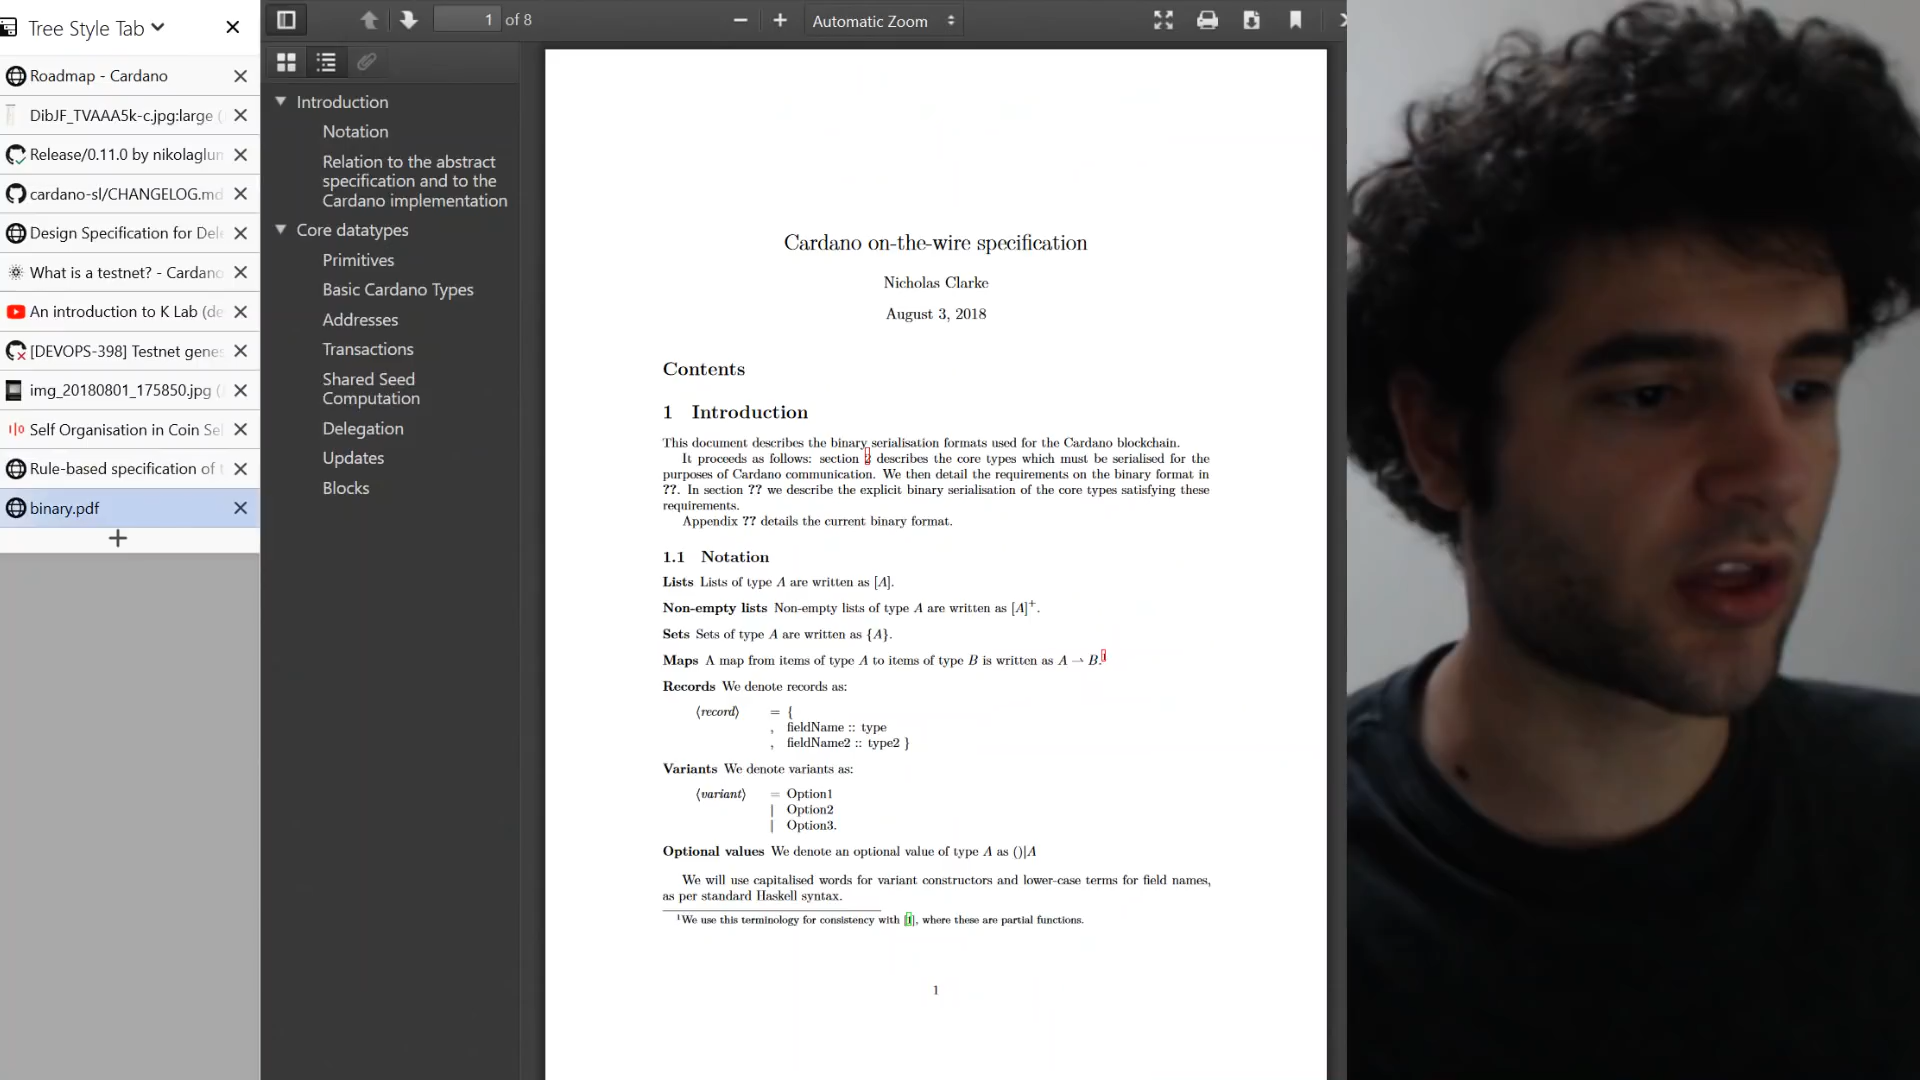 Tree Style Tab
Roadmap - Cardano
DibJF_TVAAA5k-c.jpg:large (
Release/0.11.0 by nikolaglun
cardano-sl/CHANGELOG.md
Design Specification for Dele
What is a testnet? - Cardano
An introduction to K Lab (de
[DEVOPS-398] Testnet gene
img_20180801_175850.jpg (
Self Organisation in Coin Sel
Rule-based specification of t
binary.pdf
1 of 8
Automatic Zoom
Introduction
Notation
Relation to the abstract
specification and to the
Cardano implementation
Core datatypes
Primitives
Basic Cardano Types
Addresses
Transactions
Shared Seed
Computation
Delegation
Updates
Blocks
Cardano on-the-wire specification
Nicholas Clarke
August 3, 2018
Contents
1 Introduction
This document describes the binary serialisation formats used for the Cardano blockchain.
It proceeds as follows: section 2 describes the core types which must be serialised for the
purposes of Cardano communication. We then detail the requirements on the binary format in
??. In section ?? we describe the explicit binary serialisation of the core types satisfying these
requirements.
Appendix ?? details the current binary format.
1.1 Notation
Lists Lists of type A are written as [A].
Non-empty lists Non-empty lists of type A are written as [A]⁺.
Sets Sets of type A are written as {A}.
Maps A map from items of type A to items of type B is written as A ⇀ B.¹
Records We denote records as:
⟨record⟩ = {
, fieldName :: type
, fieldName2 :: type2 }
Variants We denote variants as:
⟨variant⟩ = Option1
| Option2
| Option3.
Optional values We denote an optional value of type A as ()|A
We will use capitalised words for variant constructors and lower-case terms for field names,
as per standard Haskell syntax.
¹We use this terminology for consistency with [1], where these are partial functions.
1